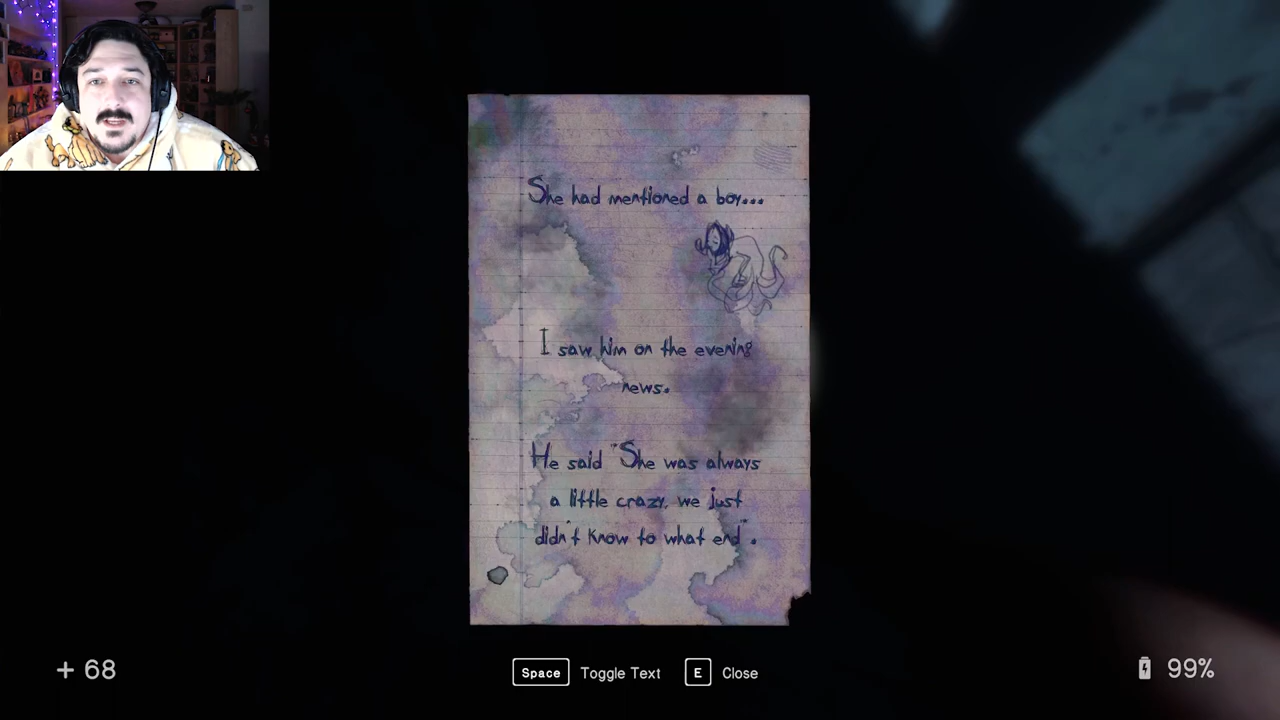 She had mentioned a boy...
I saw him on the evening
news.
He said "She was always
a little crazy, we just
didn't know to what end".
+ 68
Space Toggle Text E Close
99%